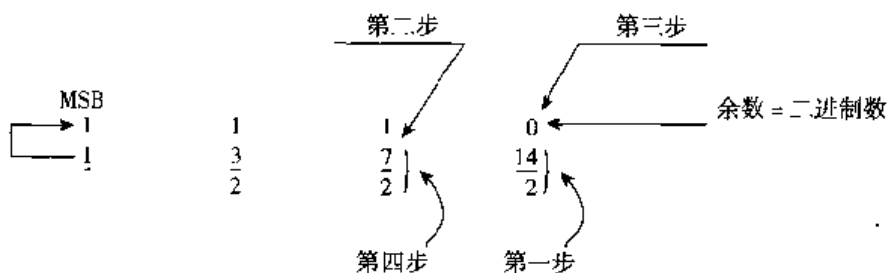 第二步 第三步
MSB
1 1 1 0 余数 = 二进制数
1 3/2 7/2 14/2
第四步 第一步